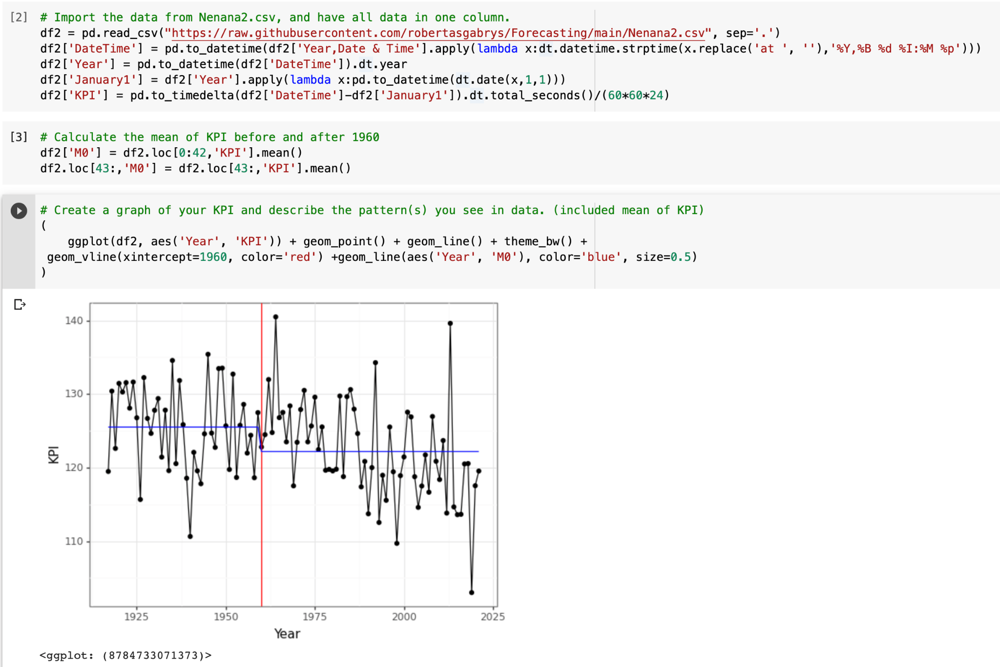 [2] # Import the data from Nenana2.csv, and have all data in one column.
df2 = pd.read_csv("https://raw.githubusercontent.com/robertasgabrys/Forecasting/main/Nenana2.csv", sep='.')
df2['DateTime'] = pd.to_datetime(df2['Year,Date & Time'].apply(lambda x:dt.datetime.strptime(x.replace('at ', ''),'%Y,%B %d %I:%M %p')))
df2['Year'] = pd.to_datetime(df2['DateTime']).dt.year
df2['January1'] = df2['Year'].apply(lambda x:pd.to_datetime(dt.date(x,1,1)))
df2['KPI'] = pd.to_timedelta(df2['DateTime']-df2['January1']).dt.total_seconds()/(60*60*24)
[3] # Calculate the mean of KPI before and after 1960
df2['M0'] = df2.loc[0:42,'KPI'].mean()
df2.loc[43:,'M0'] = df2.loc[43:,'KPI'].mean()
# Create a graph of your KPI and describe the pattern(s) you see in data. (included mean of KPI)
(
    ggplot(df2, aes('Year', 'KPI')) + geom_point() + geom_line() + theme_bw() +
 geom_vline(xintercept=1960, color='red') +geom_line(aes('Year', 'M0'), color='blue', size=0.5)
)
140
130
120
110
KPI
1925 1950 1975 2000 2025
Year
<ggplot: (8784733071373)>